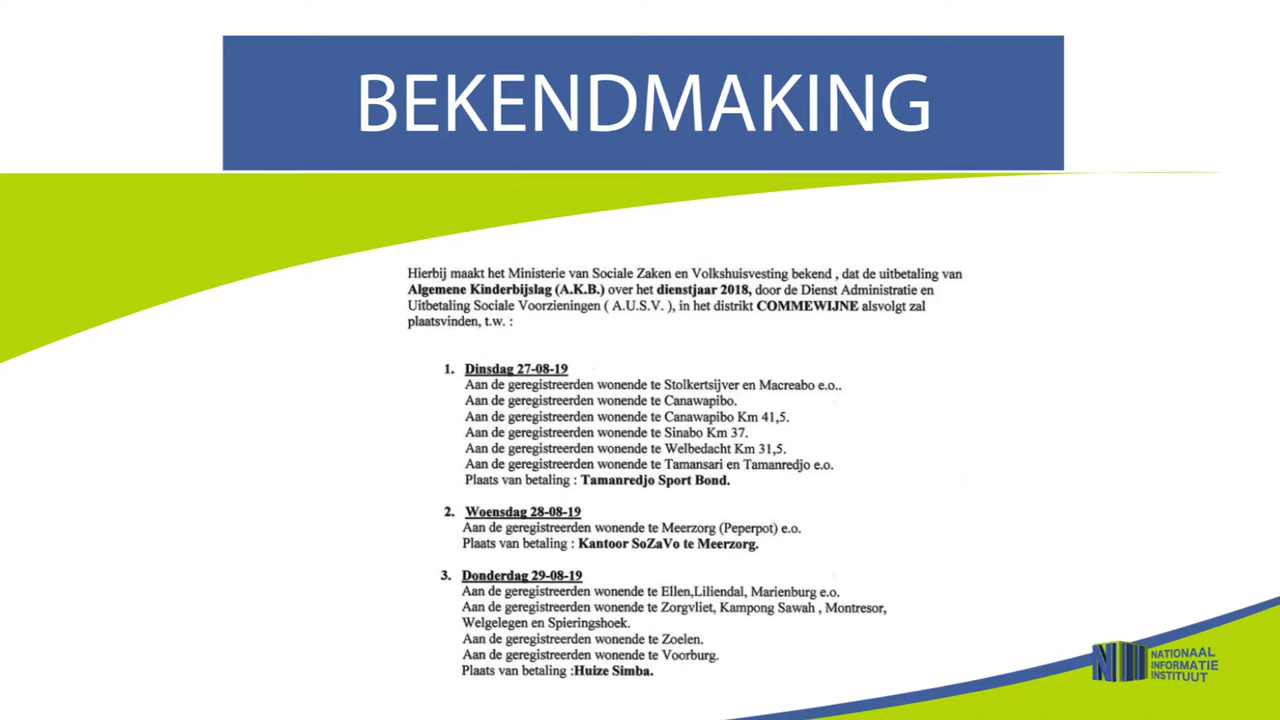 BEKENDMAKING
Hierbij maakt het Ministerie van Sociale Zaken en Volkshuisvesting bekend , dat de uitbetaling van
Algemene Kinderbijslag (A.K.B.) over het dienstjaar 2018, door de Dienst Administratie en
Uitbetaling Sociale Voorzieningen ( A.U.S.V. ), in het distrikt COMMEWIJNE alsvolgt zal
plaatsvinden, t.w. :
1. Dinsdag 27-08-19
Aan de geregistreerden wonende te Stolkertsijver en Macreabo e.o..
Aan de geregistreerden wonende te Canawapibo.
Aan de geregistreerden wonende te Canawapibo Km 41,5.
Aan de geregistreerden wonende te Sinabo Km 37.
Aan de geregistreerden wonende te Welbedacht Km 31,5.
Aan de geregistreerden wonende te Tamansari en Tamanredjo e.o.
Plaats van betaling : Tamanredjo Sport Bond.
2. Woensdag 28-08-19
Aan de geregistreerden wonende te Meerzorg (Peperpot) e.o.
Plaats van betaling : Kantoor SoZaVo te Meerzorg.
3. Donderdag 29-08-19
Aan de geregistreerden wonende te Ellen,Liliendal, Marienburg e.o.
Aan de geregistreerden wonende te Zorgvliet, Kampong Sawah , Montresor,
Welgelegen en Spieringshoek.
Aan de geregistreerden wonende te Zoelen.
Aan de geregistreerden wonende te Voorburg.
Plaats van betaling :Huize Simba.
NATIONAAL
INFORMATIE
INSTITUUT